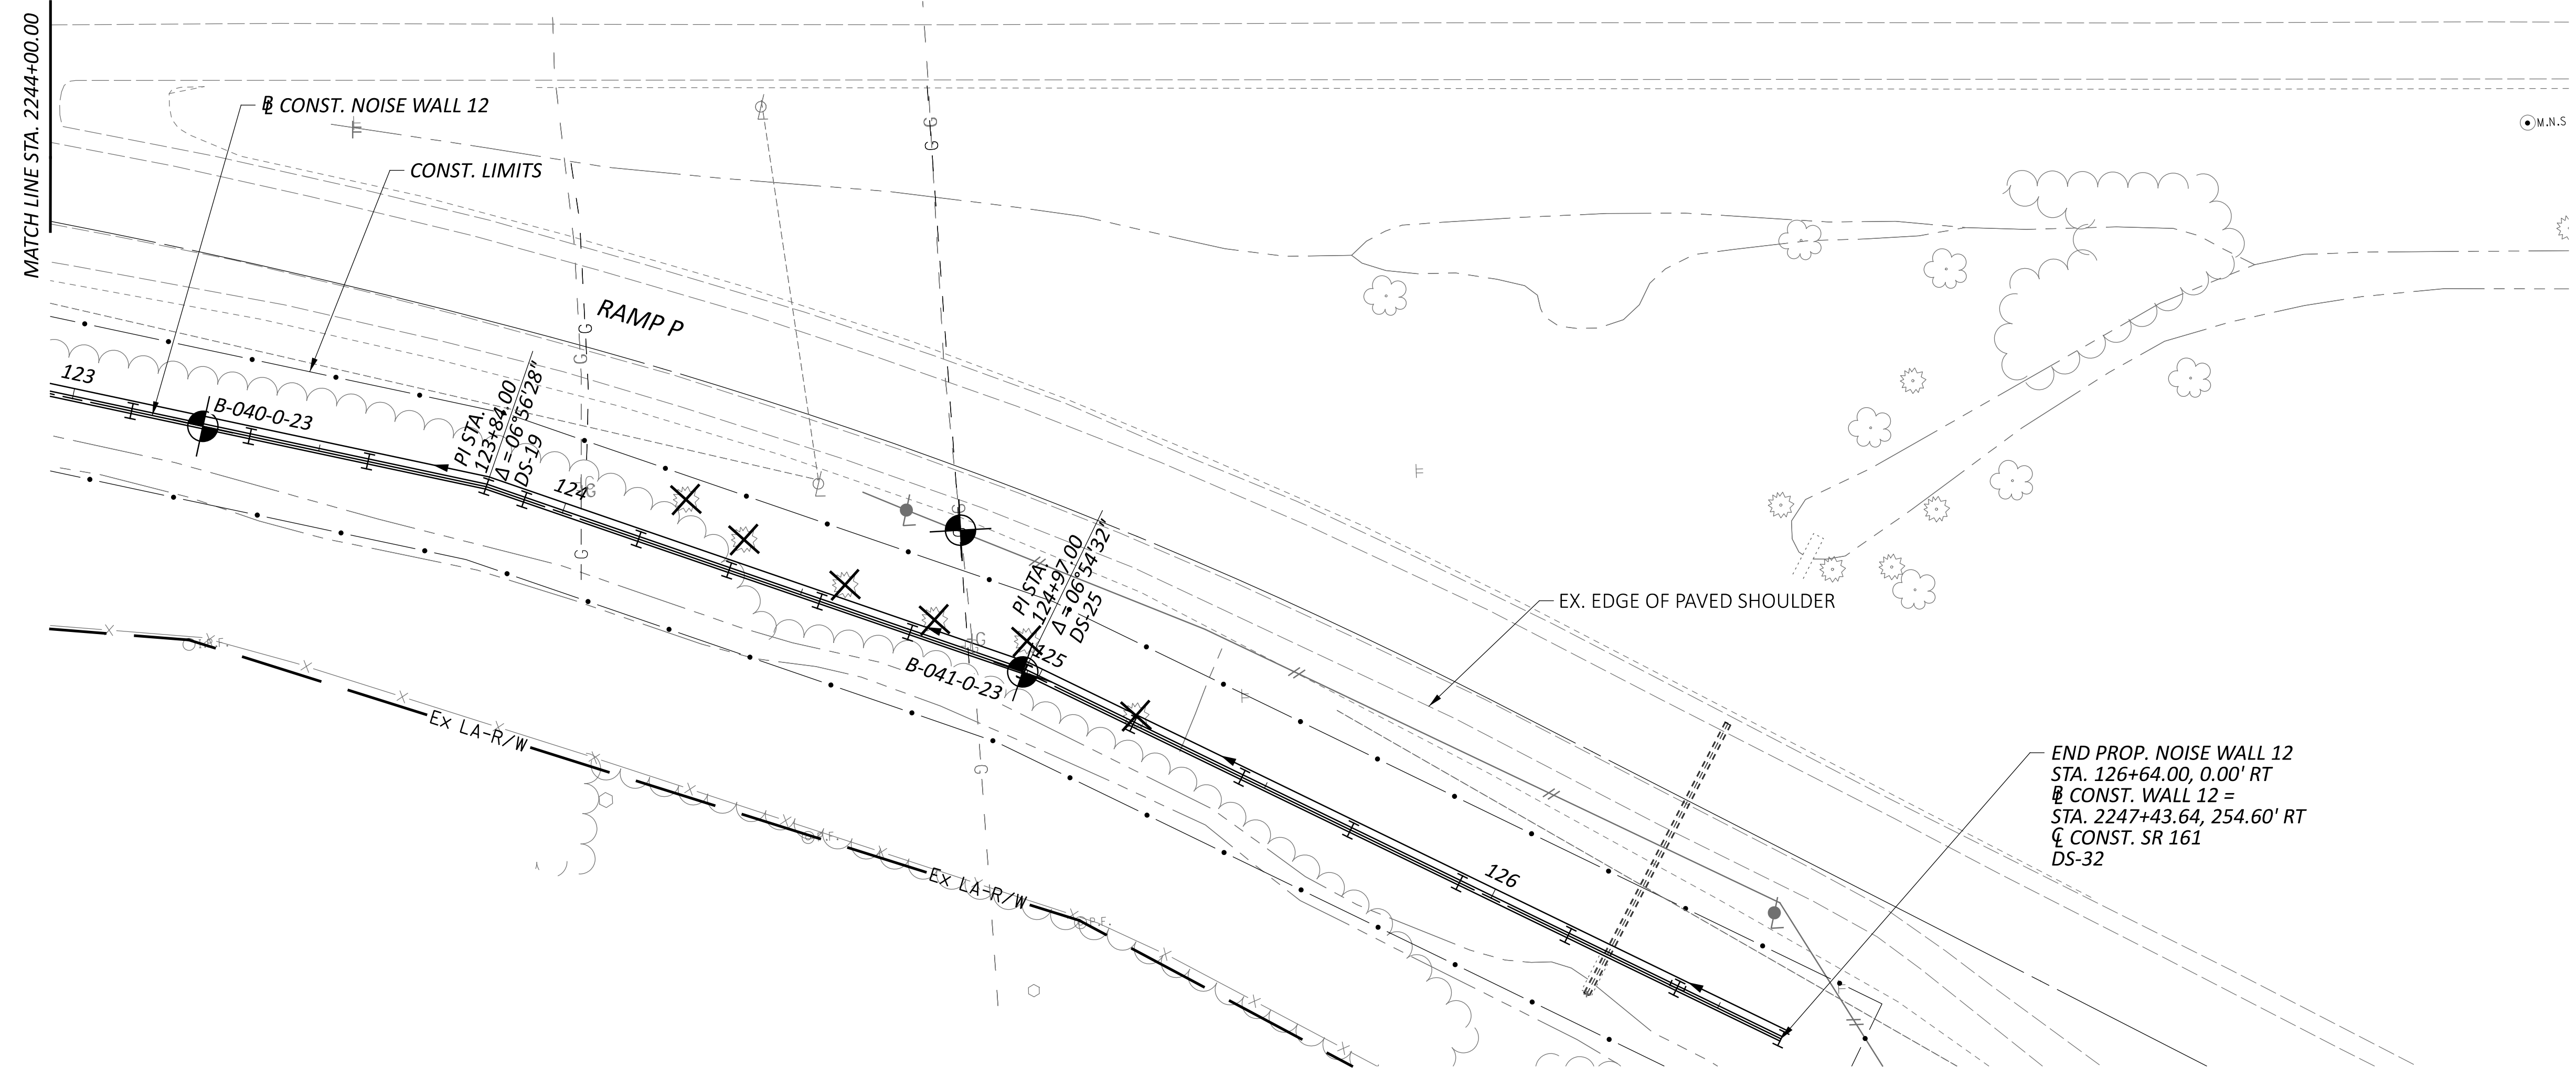 MATCH LINE STA. 2244+00.00
BL CONST. NOISE WALL 12
CONST. LIMITS
M.N.S
G
G
G
G
RAMP P
123
B-040-0-23
PI STA.
123+84.00
Δ = 06°56'28"
DS-19
124
G
G
G
G
PI STA.
124+97.00
Δ = 06°54'32"
DS-25
125
B-041-0-23
G
G
EX. EDGE OF PAVED SHOULDER
Ex LA-R/W
Ex LA-R/W
126
END PROP. NOISE WALL 12
STA. 126+64.00, 0.00' RT
BL CONST. WALL 12 =
STA. 2247+43.64, 254.60' RT
CL CONST. SR 161
DS-32